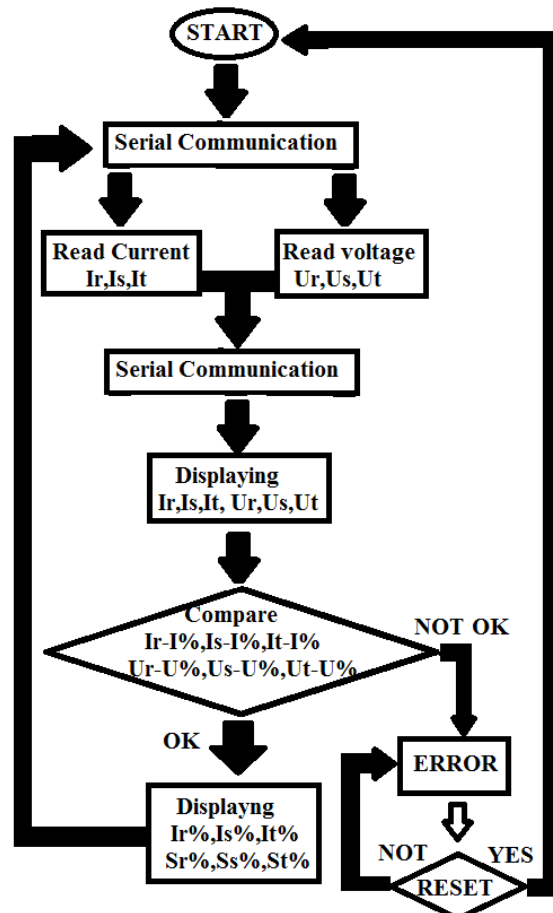 START
Serial Communication
Read Current
Ir,Is,It
Read voltage
Ur,Us,Ut
Serial Communication
Displaying
Ir,Is,It, Ur,Us,Ut
Compare
Ir-I%,Is-I%,It-I%
Ur-U%,Us-U%,Ut-U%
NOT OK
OK
ERROR
Displayng
Ir%,Is%,It%
Sr%,Ss%,St%
NOT
YES
RESET